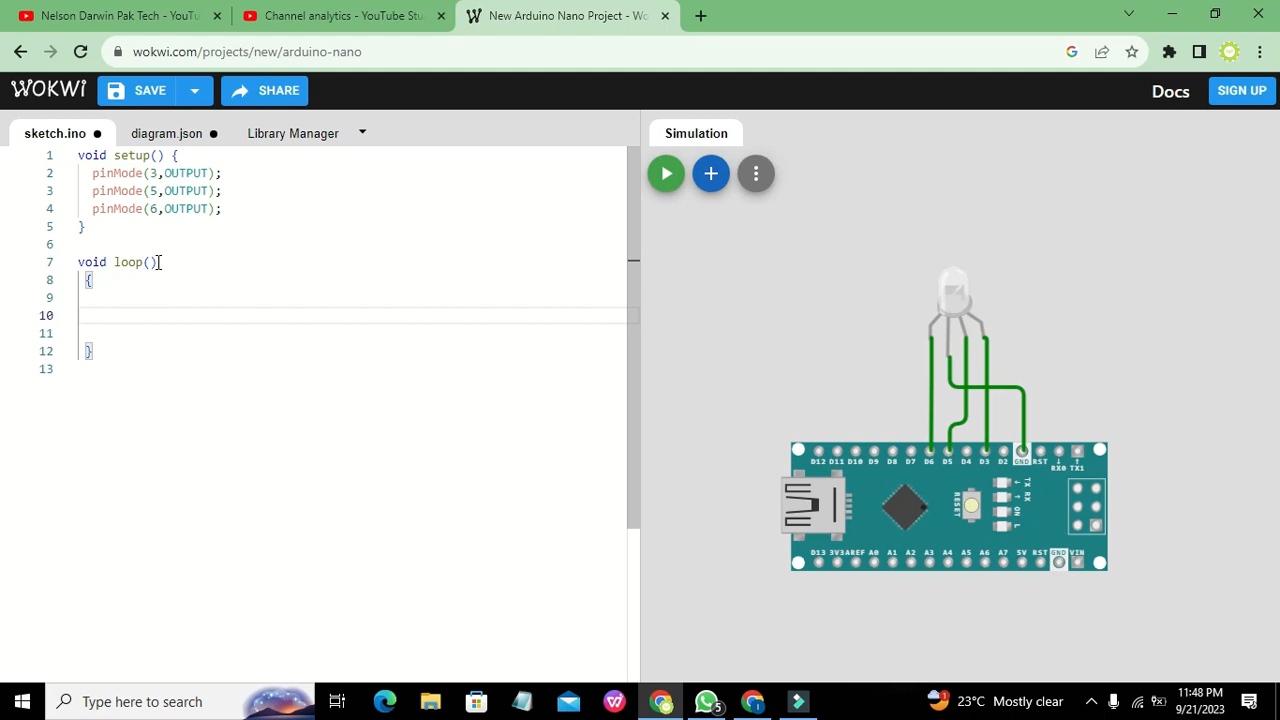 Nelson Darwin Pak Tech - YouTu
Channel analytics - YouTube Stu
New Arduino Nano Project - Wo
wokwi.com/projects/new/arduino-nano
WOKWI
SAVE
SHARE
Docs
SIGN UP
sketch.ino
diagram.json
Library Manager
Simulation
1 void setup() {
2 pinMode(3,OUTPUT);
3 pinMode(5,OUTPUT);
4 pinMode(6,OUTPUT);
5 }
6
7 void loop()
8 {
9
10
11
12 }
13
D12 D11 D10 D9 D8 D7 D6 D5 D4 D3 D2 GND RST RX0 TX1
RESET
TX
RX
ON
L
D13 3V3 AREF A0 A1 A2 A3 A4 A5 A6 A7 5V RST GND VIN
Type here to search
5
1
23°C Mostly clear
11:48 PM
9/21/2023